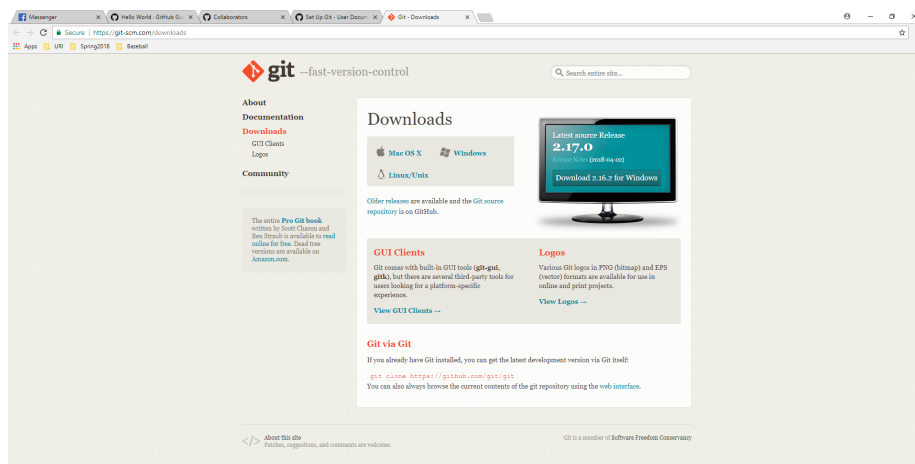 Messenger
Hello World · GitHub Gu
Collaborators
Set Up Git - User Docum
Git - Downloads
Secure https://git-scm.com/downloads
Apps URI Spring2018 Baseball
git --fast-version-control
Search entire site...
About
Documentation
Downloads
GUI Clients
Logos
Community
The entire Pro Git book
written by Scott Chacon and
Ben Straub is available to read
online for free. Dead tree
versions are available on
Amazon.com.
Downloads
Mac OS X Windows
Linux/Unix
Older releases are available and the Git source
repository is on GitHub.
Latest source Release
2.17.0
Release Notes (2018-04-02)
Download 2.16.2 for Windows
GUI Clients
Git comes with built-in GUI tools (git-gui,
gitk), but there are several third-party tools for
users looking for a platform-specific
experience.
View GUI Clients →
Logos
Various Git logos in PNG (bitmap) and EPS
(vector) formats are available for use in
online and print projects.
View Logos →
Git via Git
If you already have Git installed, you can get the latest development version via Git itself:
git clone https://github.com/git/git
You can also always browse the current contents of the git repository using the web interface.
</> About this site
Patches, suggestions, and comments are welcome.
Git is a member of Software Freedom Conservancy